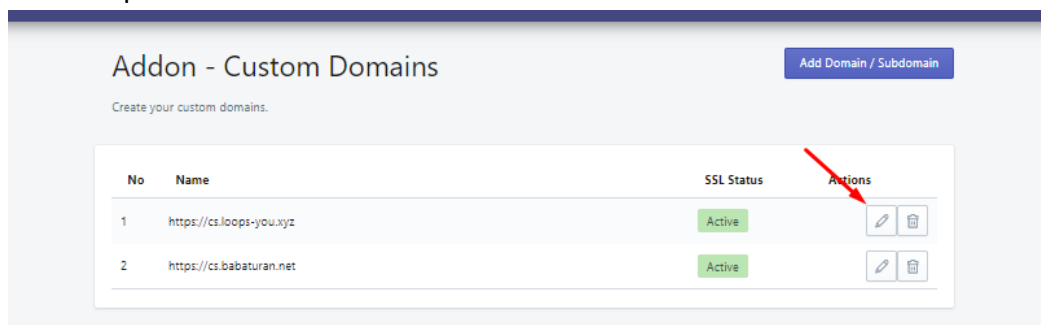 Addon - Custom Domains
Add Domain / Subdomain
Create your custom domains.
No Name SSL Status Actions
1 https://cs.loops-you.xyz Active
2 https://cs.babaturan.net Active